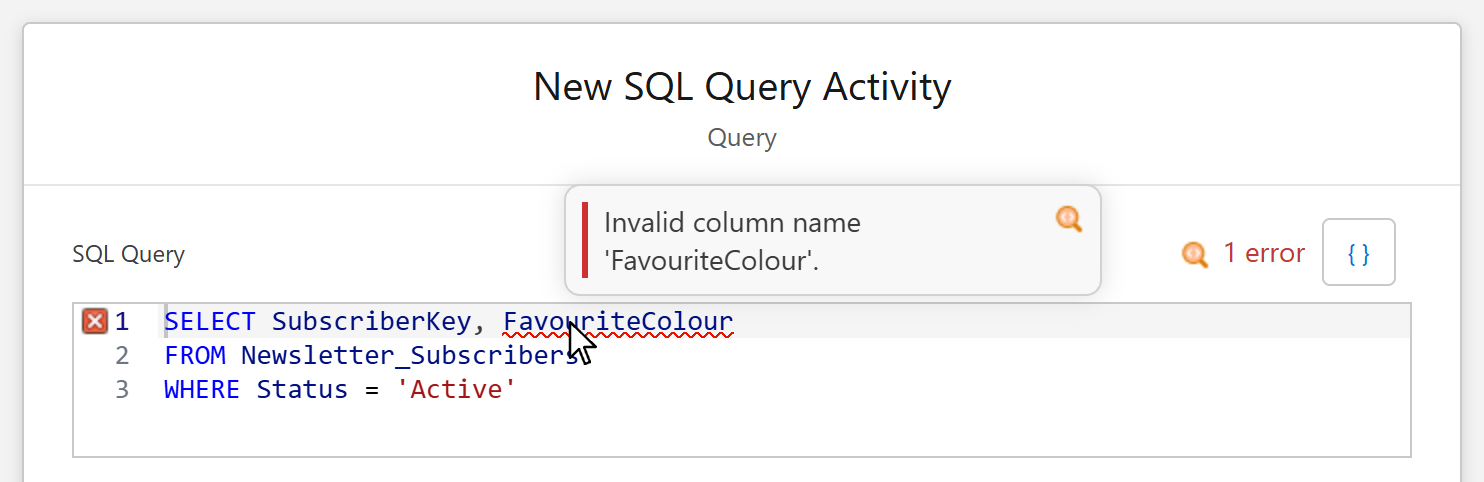 New SQL Query Activity
Query
Invalid column name
'FavouriteColour'.
SQL Query
1 error
{ }
1 SELECT SubscriberKey, FavouriteColour
2 FROM Newsletter_Subscribers
3 WHERE Status = 'Active'